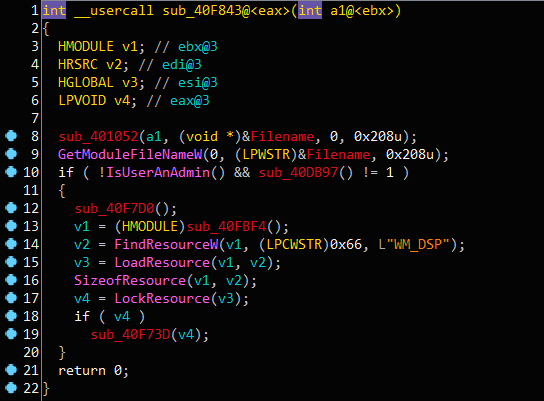 1 int __usercall sub_40F843@<eax>(int a1@<ebx>)
2 {
3 HMODULE v1; // ebx@3
4 HRSRC v2; // edi@3
5 HGLOBAL v3; // esi@3
6 LPVOID v4; // eax@3
7
8 sub_401052(a1, (void *)&Filename, 0, 0x208u);
9 GetModuleFileNameW(0, (LPWSTR)&Filename, 0x208u);
10 if ( !IsUserAnAdmin() && sub_40DB97() != 1 )
11 {
12 sub_40F7D0();
13 v1 = (HMODULE)sub_40FBF4();
14 v2 = FindResourceW(v1, (LPCWSTR)0x66, L"WM_DSP");
15 v3 = LoadResource(v1, v2);
16 SizeofResource(v1, v2);
17 v4 = LockResource(v3);
18 if ( v4 )
19 sub_40F73D(v4);
20 }
21 return 0;
22 }